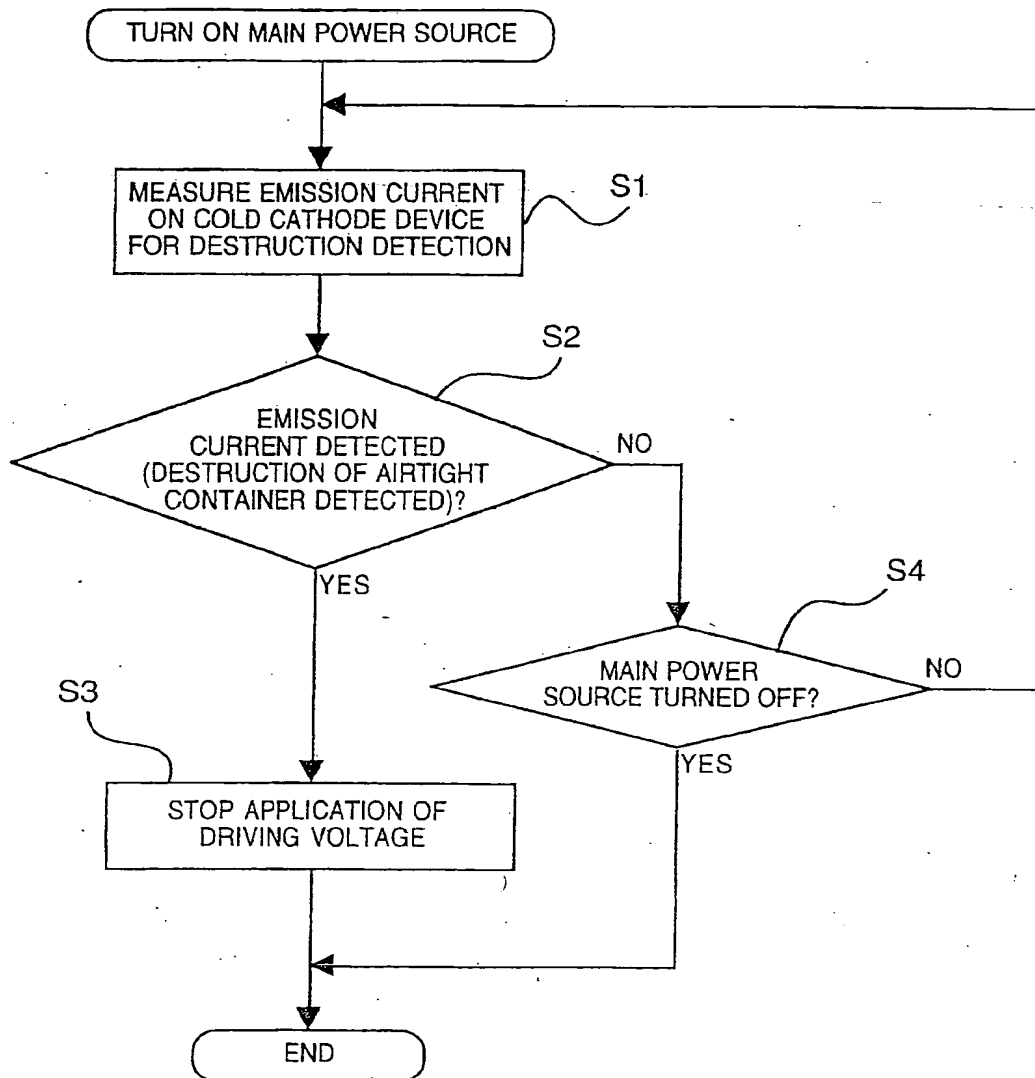 TURN ON MAIN POWER SOURCE
MEASURE EMISSION CURRENT
ON COLD CATHODE DEVICE
FOR DESTRUCTION DETECTION
S1
S2
EMISSION
CURRENT DETECTED
(DESTRUCTION OF AIRTIGHT
CONTAINER DETECTED)?
NO
YES
S4
MAIN POWER
SOURCE TURNED OFF?
NO
YES
S3
STOP APPLICATION OF
DRIVING VOLTAGE
END